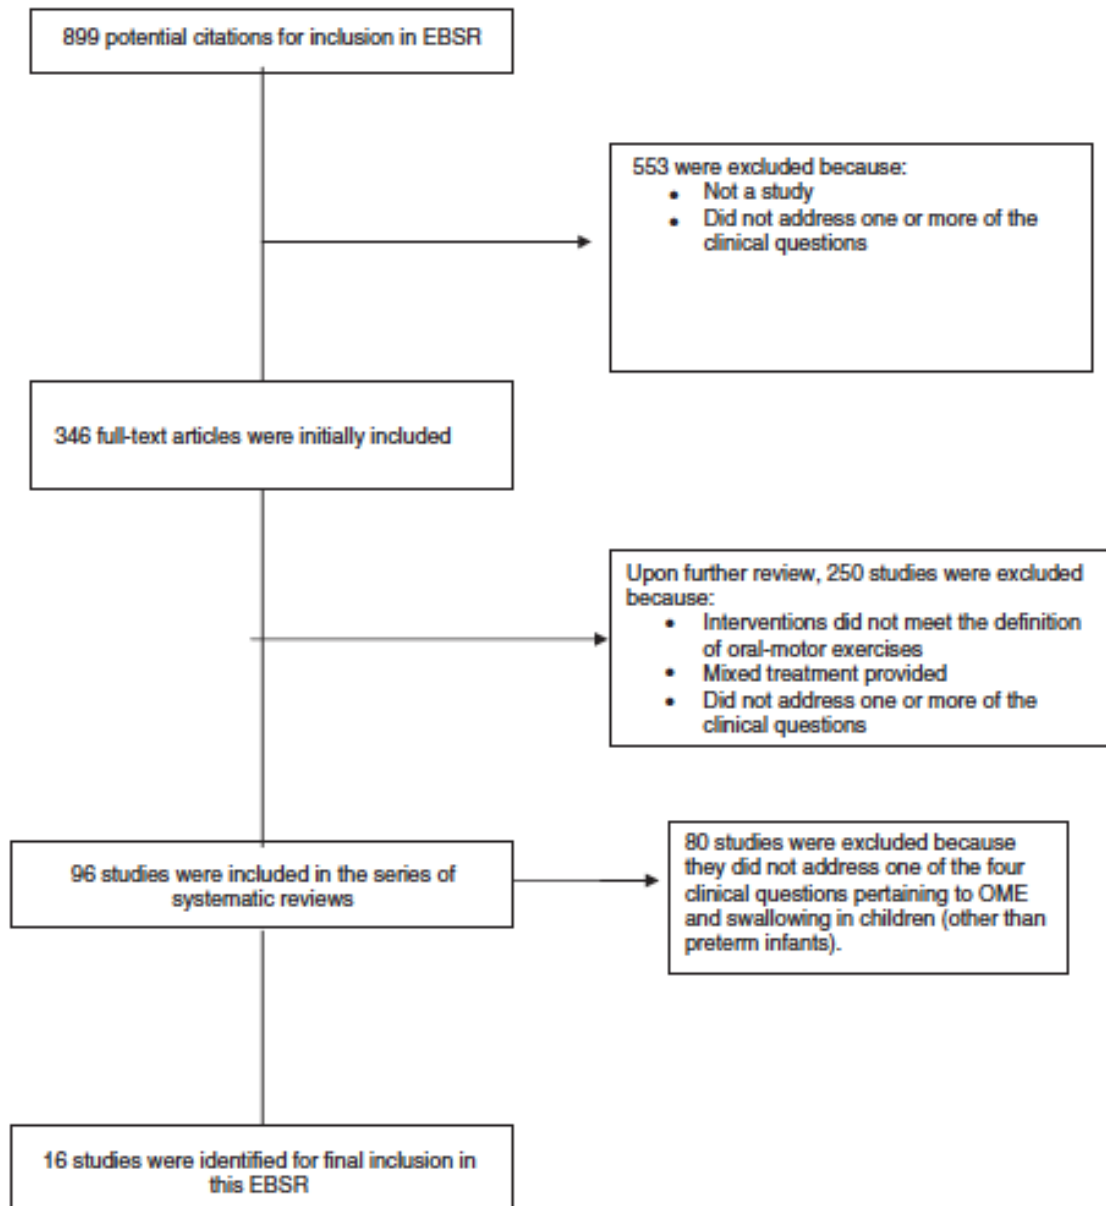 899 potential citations for inclusion in EBSR
553 were excluded because:
• Not a study
• Did not address one or more of the
clinical questions
346 full-text articles were initially included
Upon further review, 250 studies were excluded
because:
• Interventions did not meet the definition
of oral-motor exercises
• Mixed treatment provided
• Did not address one or more of the
clinical questions
96 studies were included in the series of
systematic reviews
80 studies were excluded because
they did not address one of the four
clinical questions pertaining to OME
and swallowing in children (other than
preterm infants).
16 studies were identified for final inclusion in
this EBSR